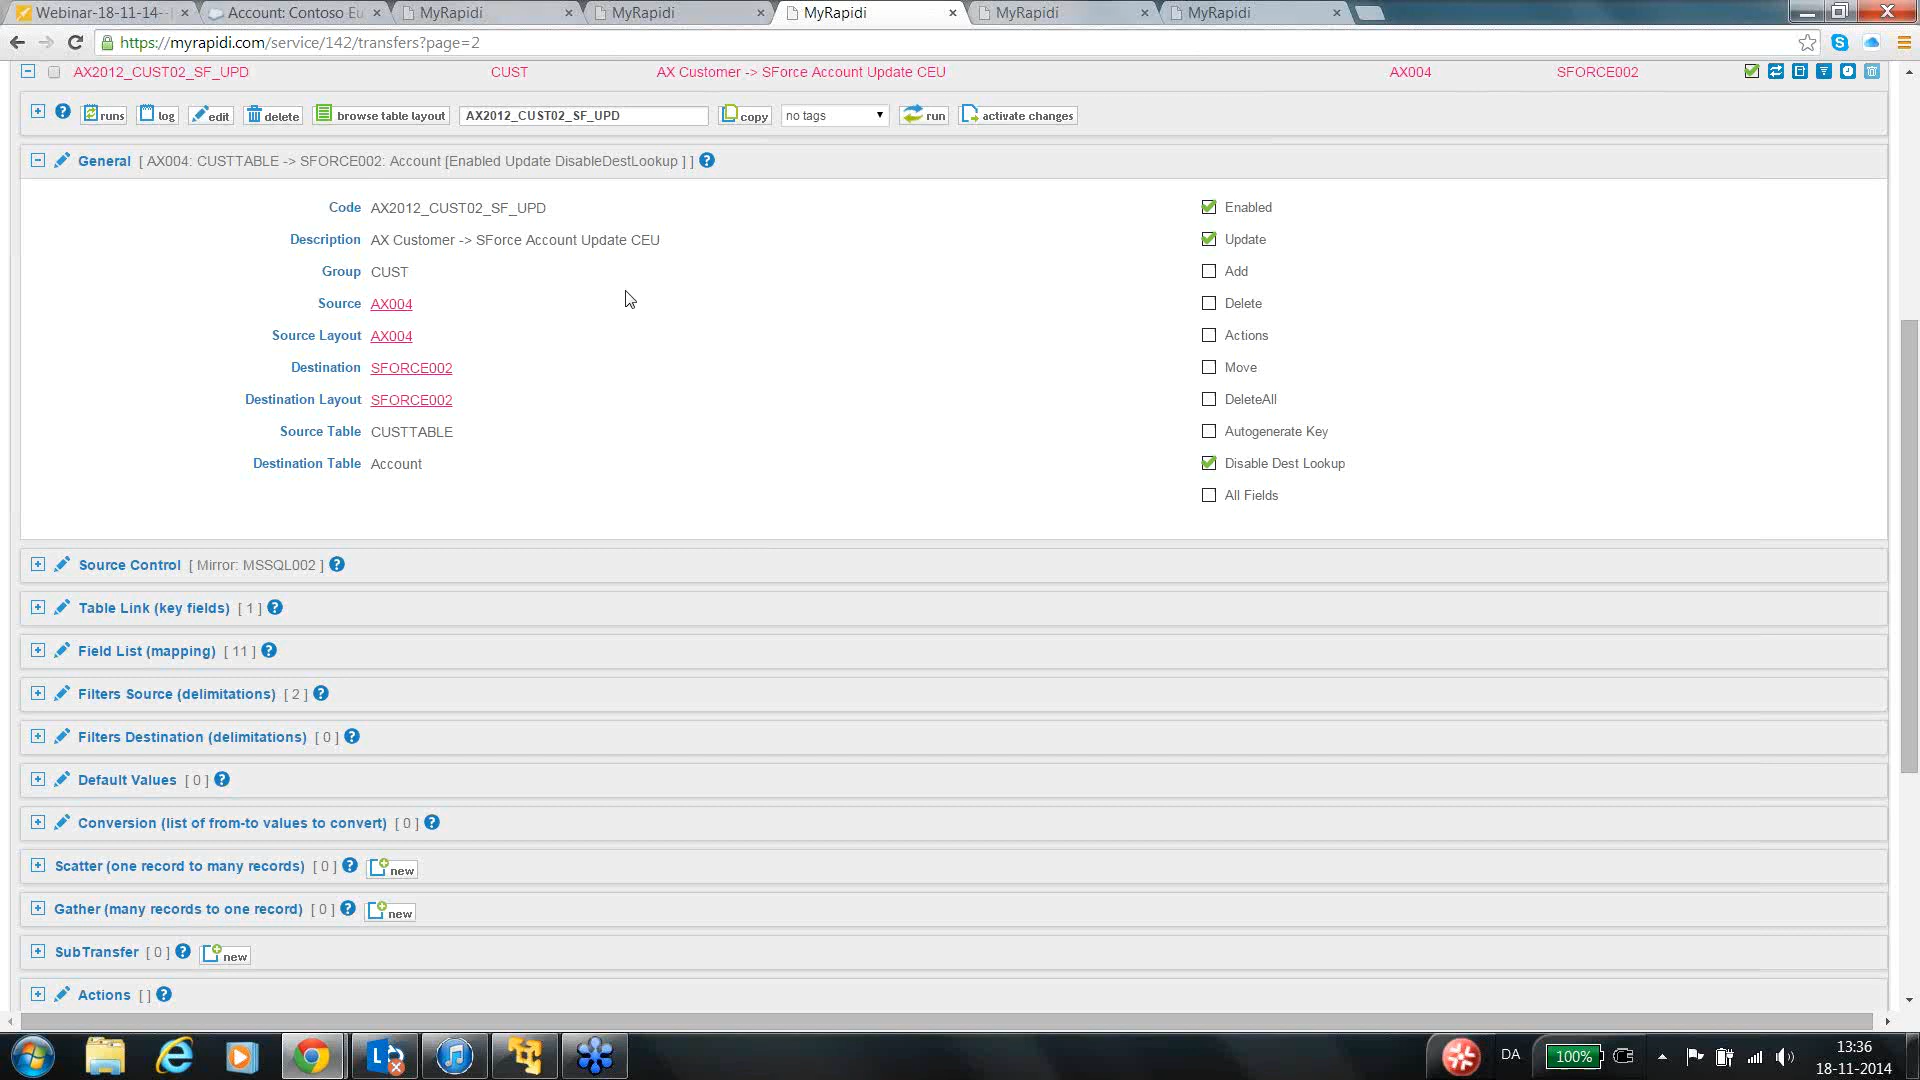 Webinar-18-11-14--
Account: Contoso Eu
MyRapidi
MyRapidi
MyRapidi
MyRapidi
MyRapidi
https://myrapidi.com/service/142/transfers?page=2
AX2012_CUST02_SF_UPD CUST AX Customer -> SForce Account Update CEU AX004 SFORCE002
runs log edit delete browse table layout AX2012_CUST02_SF_UPD copy no tags run activate changes
General [ AX004: CUSTTABLE -> SFORCE002: Account [Enabled Update DisableDestLookup ] ]
Code AX2012_CUST02_SF_UPD Enabled
Description AX Customer -> SForce Account Update CEU Update
Group CUST Add
Source AX004 Delete
Source Layout AX004 Actions
Destination SFORCE002 Move
Destination Layout SFORCE002 DeleteAll
Source Table CUSTTABLE Autogenerate Key
Destination Table Account Disable Dest Lookup
All Fields
Source Control [ Mirror: MSSQL002 ]
Table Link (key fields) [ 1 ]
Field List (mapping) [ 11 ]
Filters Source (delimitations) [ 2 ]
Filters Destination (delimitations) [ 0 ]
Default Values [ 0 ]
Conversion (list of from-to values to convert) [ 0 ]
Scatter (one record to many records) [ 0 ] new
Gather (many records to one record) [ 0 ] new
SubTransfer [ 0 ] new
Actions [ ]
DA 100% 13:36
18-11-2014